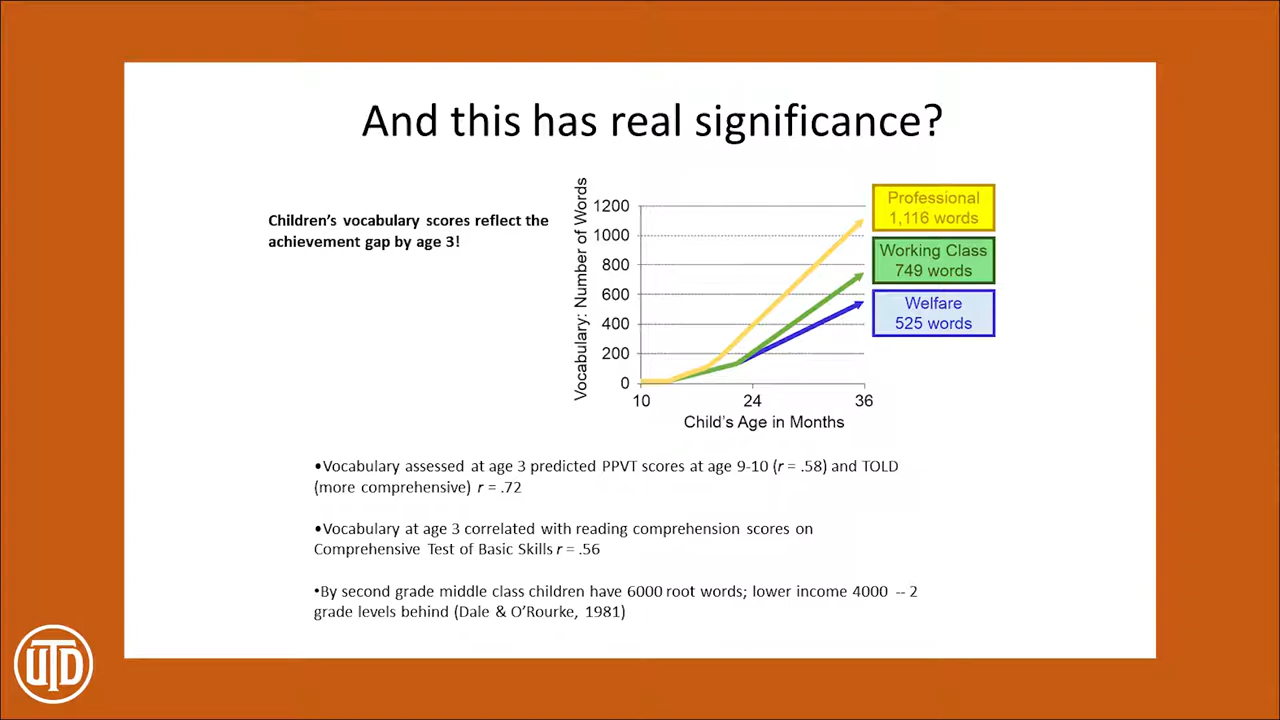 And this has real significance?
Children's vocabulary scores reflect the
achievement gap by age 3!
Vocabulary: Number of Words
1200
1000
800
600
400
200
0
10
24
36
Child's Age in Months
Professional
1,116 words
Working Class
749 words
Welfare
525 words
•Vocabulary assessed at age 3 predicted PPVT scores at age 9-10 (r = .58) and TOLD
(more comprehensive) r = .72
•Vocabulary at age 3 correlated with reading comprehension scores on
Comprehensive Test of Basic Skills r = .56
•By second grade middle class children have 6000 root words; lower income 4000 -- 2
grade levels behind (Dale & O'Rourke, 1981)
UTD